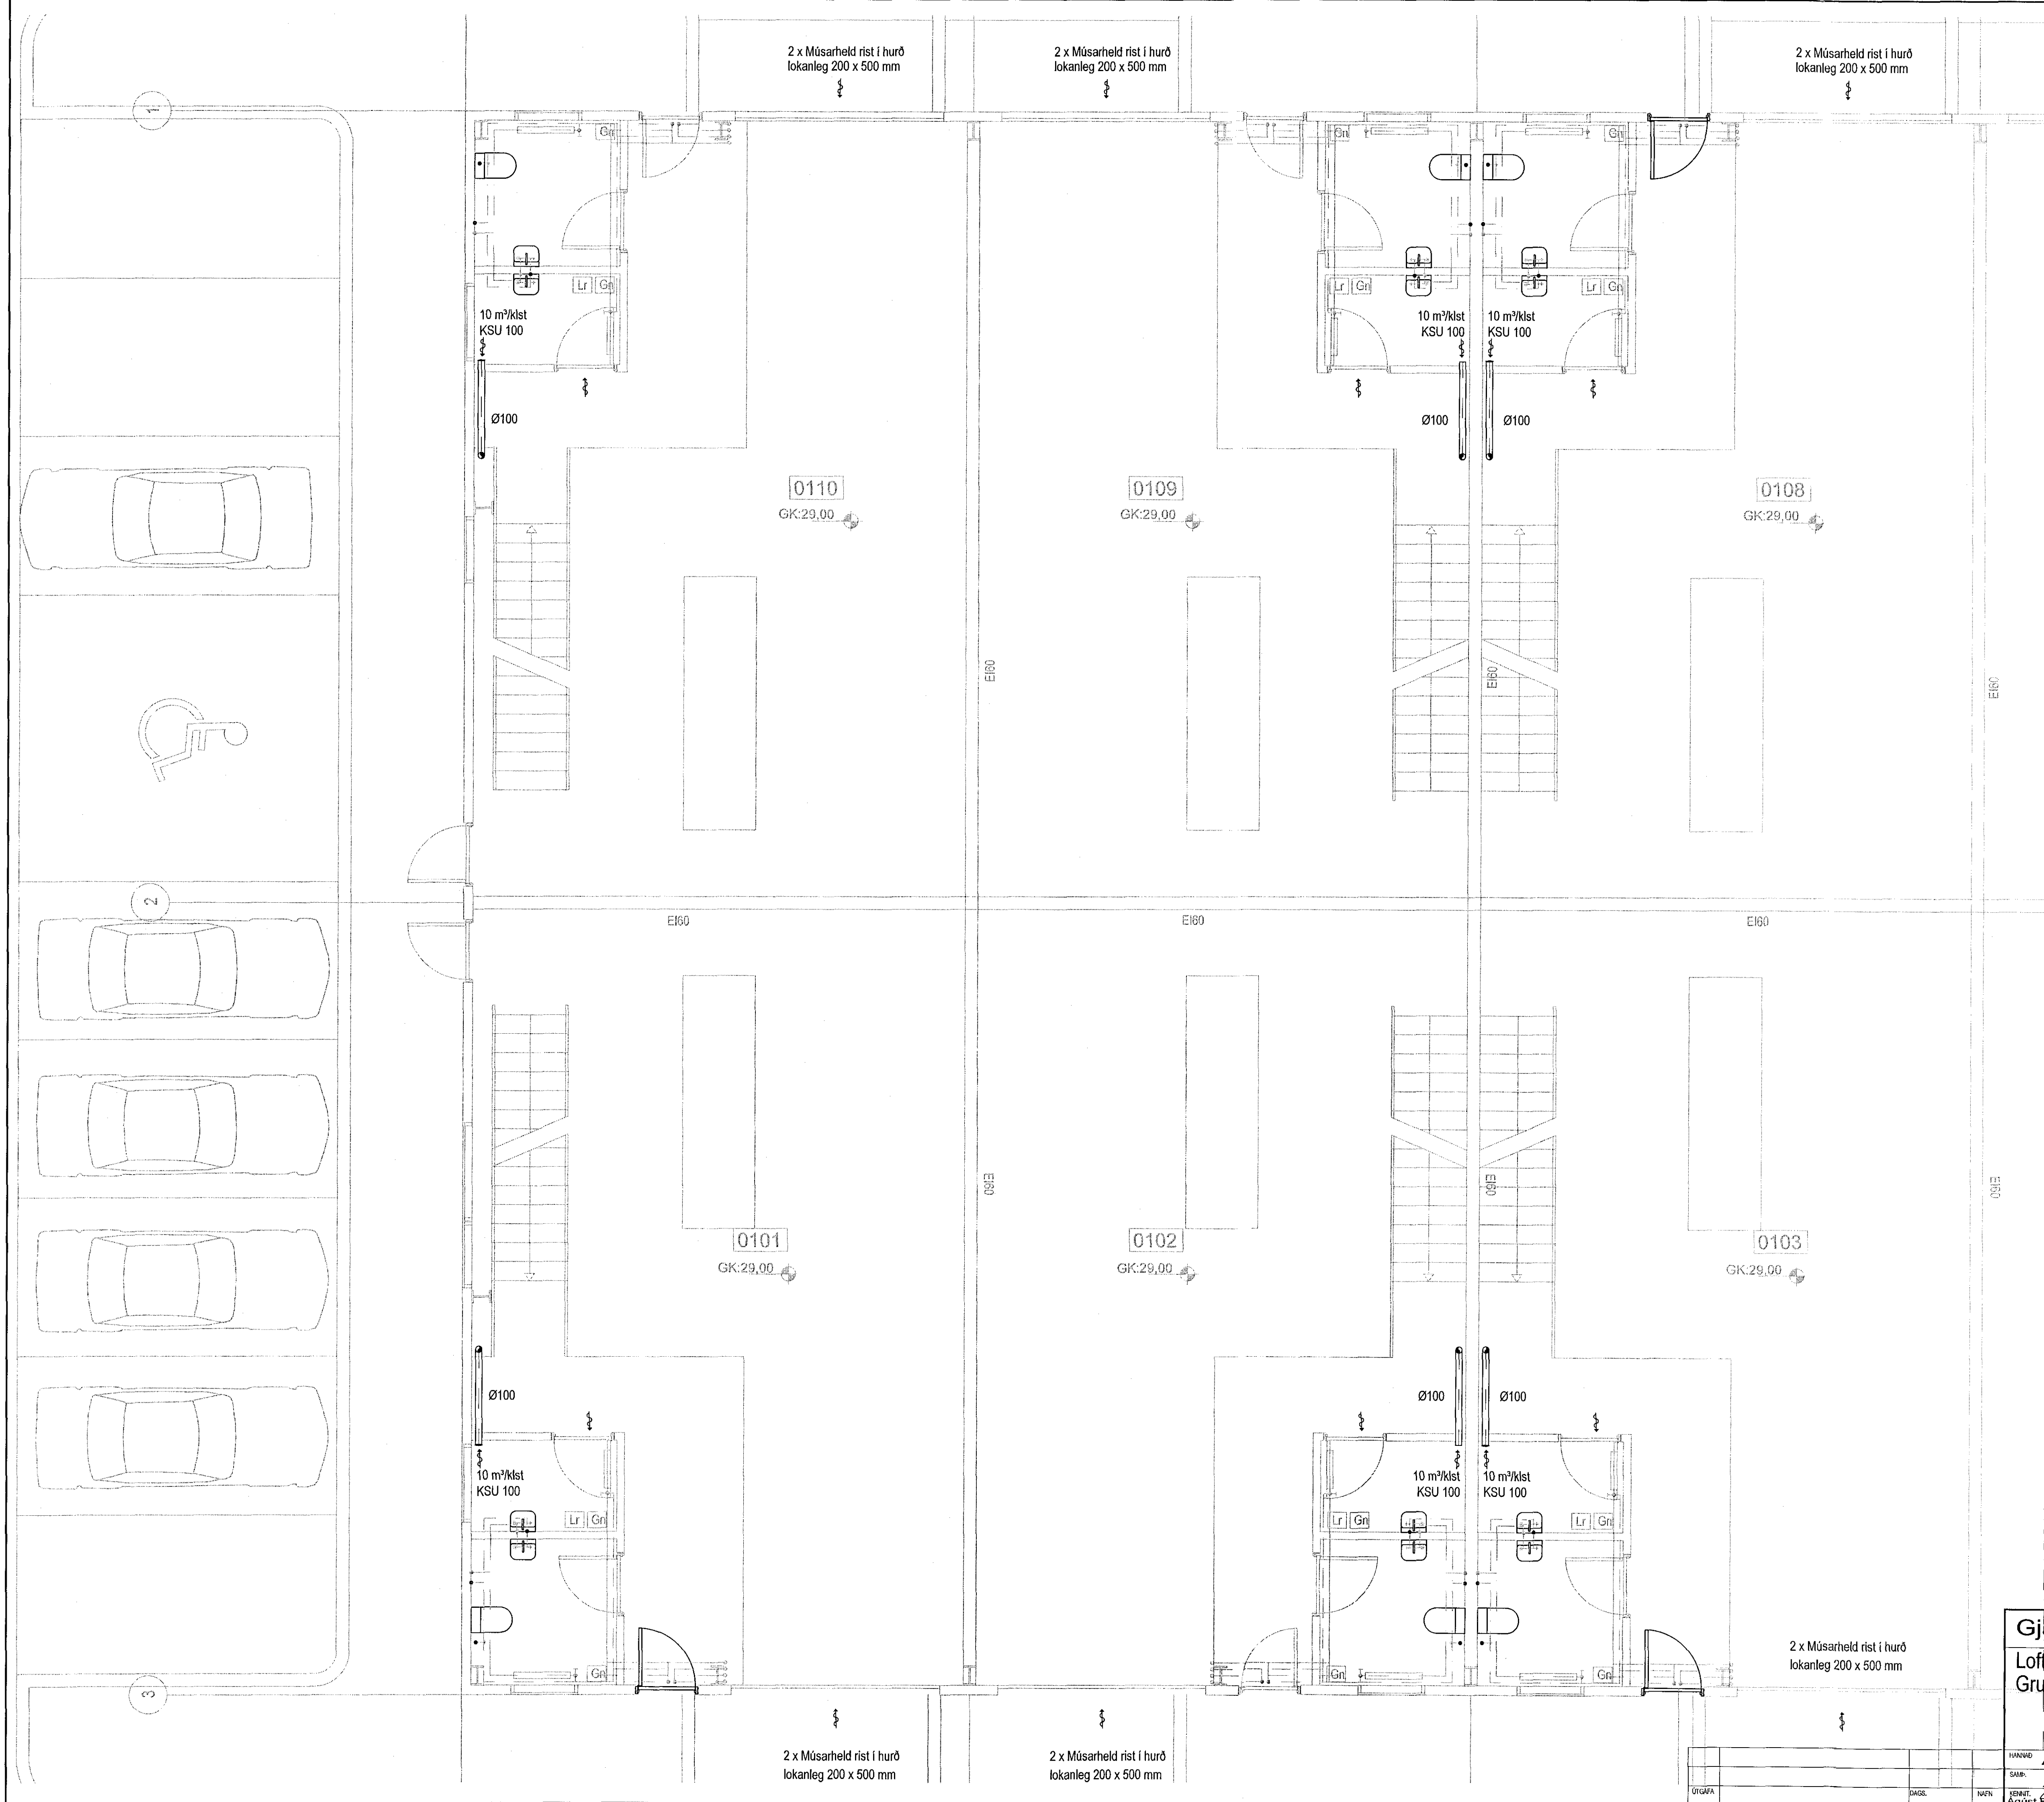 2 x Músarheld rist í hurð
lokanleg 200 x 500 mm
2 x Músarheld rist í hurð
lokanleg 200 x 500 mm
2 x Músarheld rist í hurð
lokanleg 200 x 500 mm
1
Gn
Gn
Gn
Lr Gn
Lr Gn
Lr Gn
10 m³/klst
KSU 100
10 m³/klst
KSU 100
10 m³/klst
KSU 100
Ø100
Ø100
Ø100
0110
GK:29,00
0109
GK:29,00
0108
GK:29,00
EI60
EI60
EI60
2
EI60
EI60
EI60
EI60
EI60
EI60
0101
GK:29,00
0102
GK:29,00
0103
GK:29,00
Ø100
Ø100
Ø100
10 m³/klst
KSU 100
10 m³/klst
KSU 100
10 m³/klst
KSU 100
Lr Gn
Lr Gn
Lr Gn
Gn
Gn
Gn
3
2 x Músarheld rist í hurð
lokanleg 200 x 500 mm
2 x Músarheld rist í hurð
lokanleg 200 x 500 mm
2 x Músarheld rist í hurð
lokanleg 200 x 500 mm
HANNAÐ
SAMÞ.
ÚTGÁFA DAGS. NAFN KENNIT.